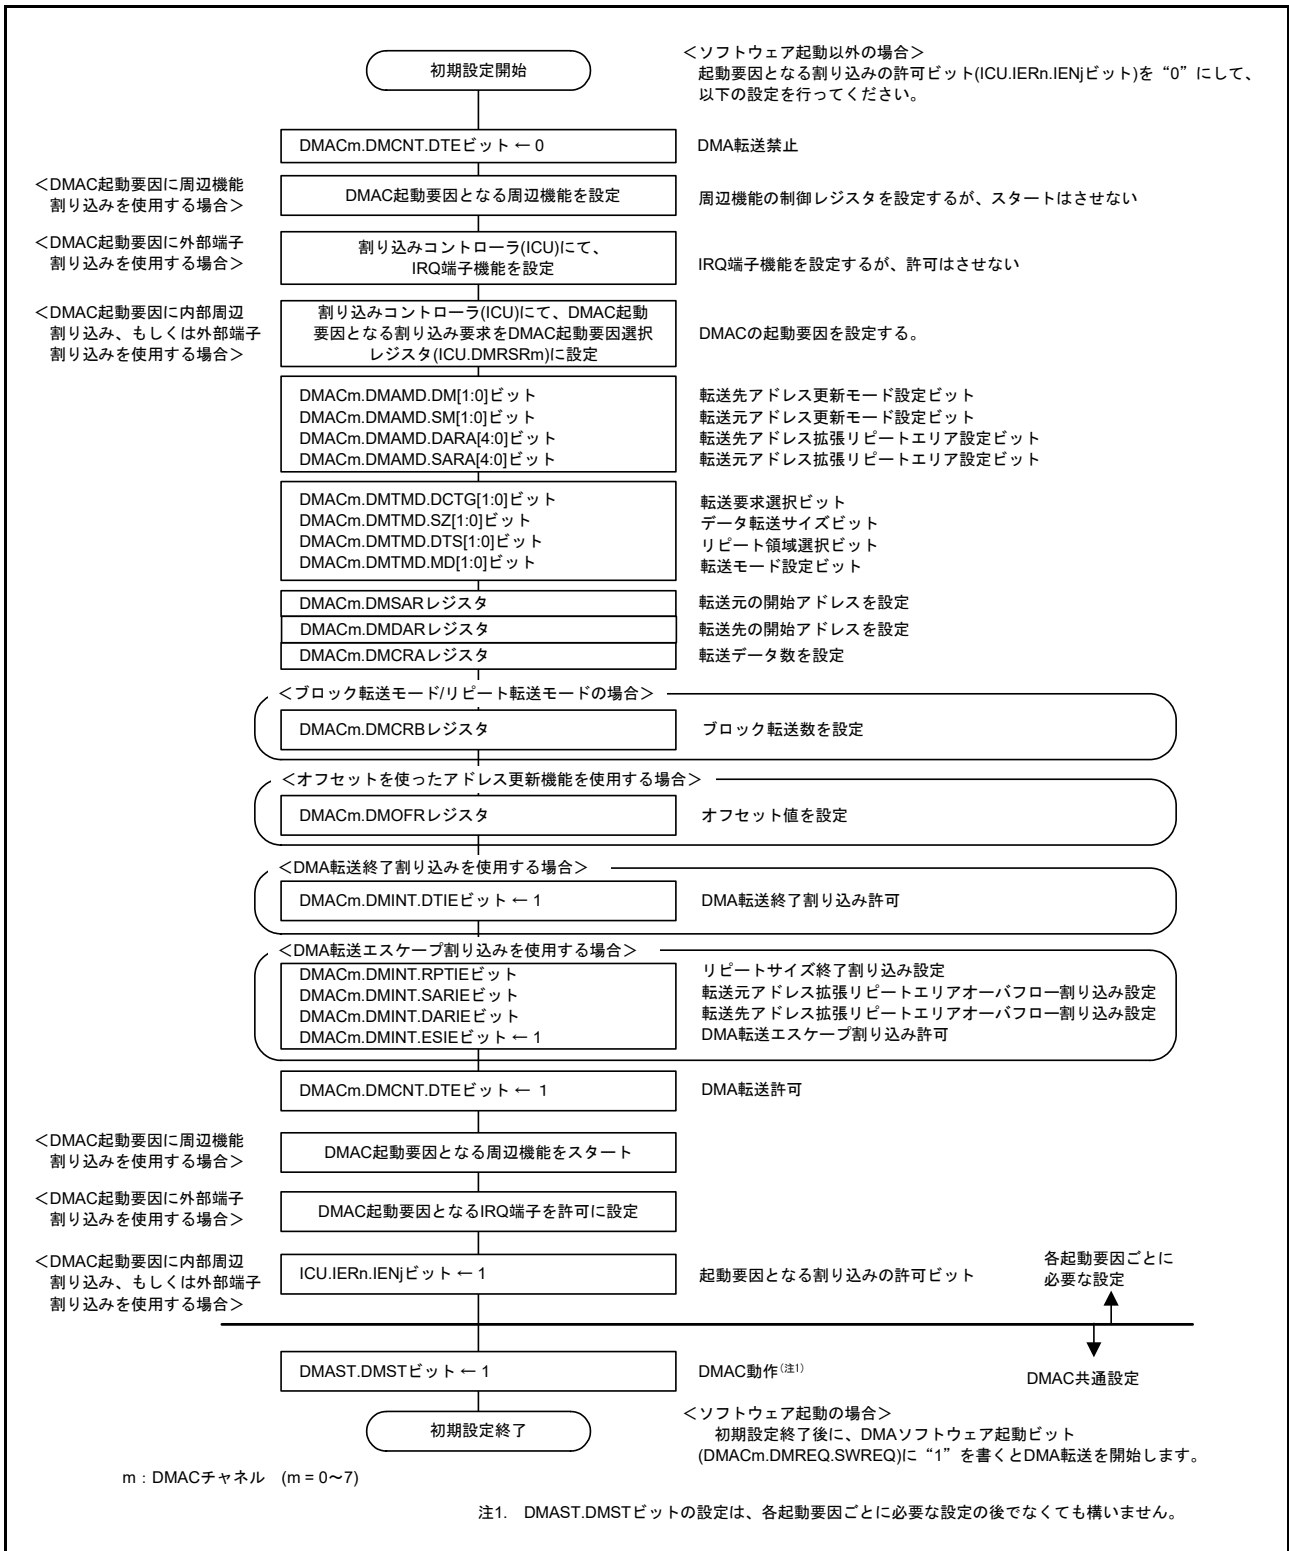 初期設定開始
＜ソフトウェア起動以外の場合＞
起動要因となる割り込みの許可ビット(ICU.IERn.IENjビット)を“0”にして、
以下の設定を行ってください。
DMACm.DMCNT.DTEビット ← 0
DMA転送禁止
＜DMAC起動要因に周辺機能
割り込みを使用する場合＞
DMAC起動要因となる周辺機能を設定
周辺機能の制御レジスタを設定するが、スタートはさせない
＜DMAC起動要因に外部端子
割り込みを使用する場合＞
割り込みコントローラ(ICU)にて、
IRQ端子機能を設定
IRQ端子機能を設定するが、許可はさせない
＜DMAC起動要因に内部周辺
割り込み、もしくは外部端子
割り込みを使用する場合＞
割り込みコントローラ(ICU)にて、DMAC起動
要因となる割り込み要求をDMAC起動要因選択
レジスタ(ICU.DMRSRm)に設定
DMACの起動要因を設定する。
DMACm.DMAMD.DM[1:0]ビット
転送先アドレス更新モード設定ビット
DMACm.DMAMD.SM[1:0]ビット
転送元アドレス更新モード設定ビット
DMACm.DMAMD.DARA[4:0]ビット
転送先アドレス拡張リピートエリア設定ビット
DMACm.DMAMD.SARA[4:0]ビット
転送元アドレス拡張リピートエリア設定ビット
DMACm.DMTMD.DCTG[1:0]ビット
転送要求選択ビット
DMACm.DMTMD.SZ[1:0]ビット
データ転送サイズビット
DMACm.DMTMD.DTS[1:0]ビット
リピート領域選択ビット
DMACm.DMTMD.MD[1:0]ビット
転送モード設定ビット
DMACm.DMSARレジスタ
転送元の開始アドレスを設定
DMACm.DMDARレジスタ
転送先の開始アドレスを設定
DMACm.DMCRAレジスタ
転送データ数を設定
＜ブロック転送モード/リピート転送モードの場合＞
DMACm.DMCRBレジスタ
ブロック転送数を設定
＜オフセットを使ったアドレス更新機能を使用する場合＞
DMACm.DMOFRレジスタ
オフセット値を設定
＜DMA転送終了割り込みを使用する場合＞
DMACm.DMINT.DTIEビット ← 1
DMA転送終了割り込み許可
＜DMA転送エスケープ割り込みを使用する場合＞
DMACm.DMINT.RPTIEビット
リピートサイズ終了割り込み設定
DMACm.DMINT.SARIEビット
転送元アドレス拡張リピートエリアオーバフロー割り込み設定
DMACm.DMINT.DARIEビット
転送先アドレス拡張リピートエリアオーバフロー割り込み設定
DMACm.DMINT.ESIEビット ← 1
DMA転送エスケープ割り込み許可
DMACm.DMCNT.DTEビット ← 1
DMA転送許可
＜DMAC起動要因に周辺機能
割り込みを使用する場合＞
DMAC起動要因となる周辺機能をスタート
＜DMAC起動要因に外部端子
割り込みを使用する場合＞
DMAC起動要因となるIRQ端子を許可に設定
＜DMAC起動要因に内部周辺
割り込み、もしくは外部端子
割り込みを使用する場合＞
ICU.IERn.IENjビット ← 1
起動要因となる割り込みの許可ビット
各起動要因ごとに
必要な設定
DMAST.DMSTビット ← 1
DMAC動作(注1)
DMAC共通設定
初期設定終了
＜ソフトウェア起動の場合＞
初期設定終了後に、DMAソフトウェア起動ビット
(DMACm.DMREQ.SWREQ)に“1”を書くとDMA転送を開始します。
m：DMACチャネル (m = 0～7)
注1. DMAST.DMSTビットの設定は、各起動要因ごとに必要な設定の後でなくても構いません。